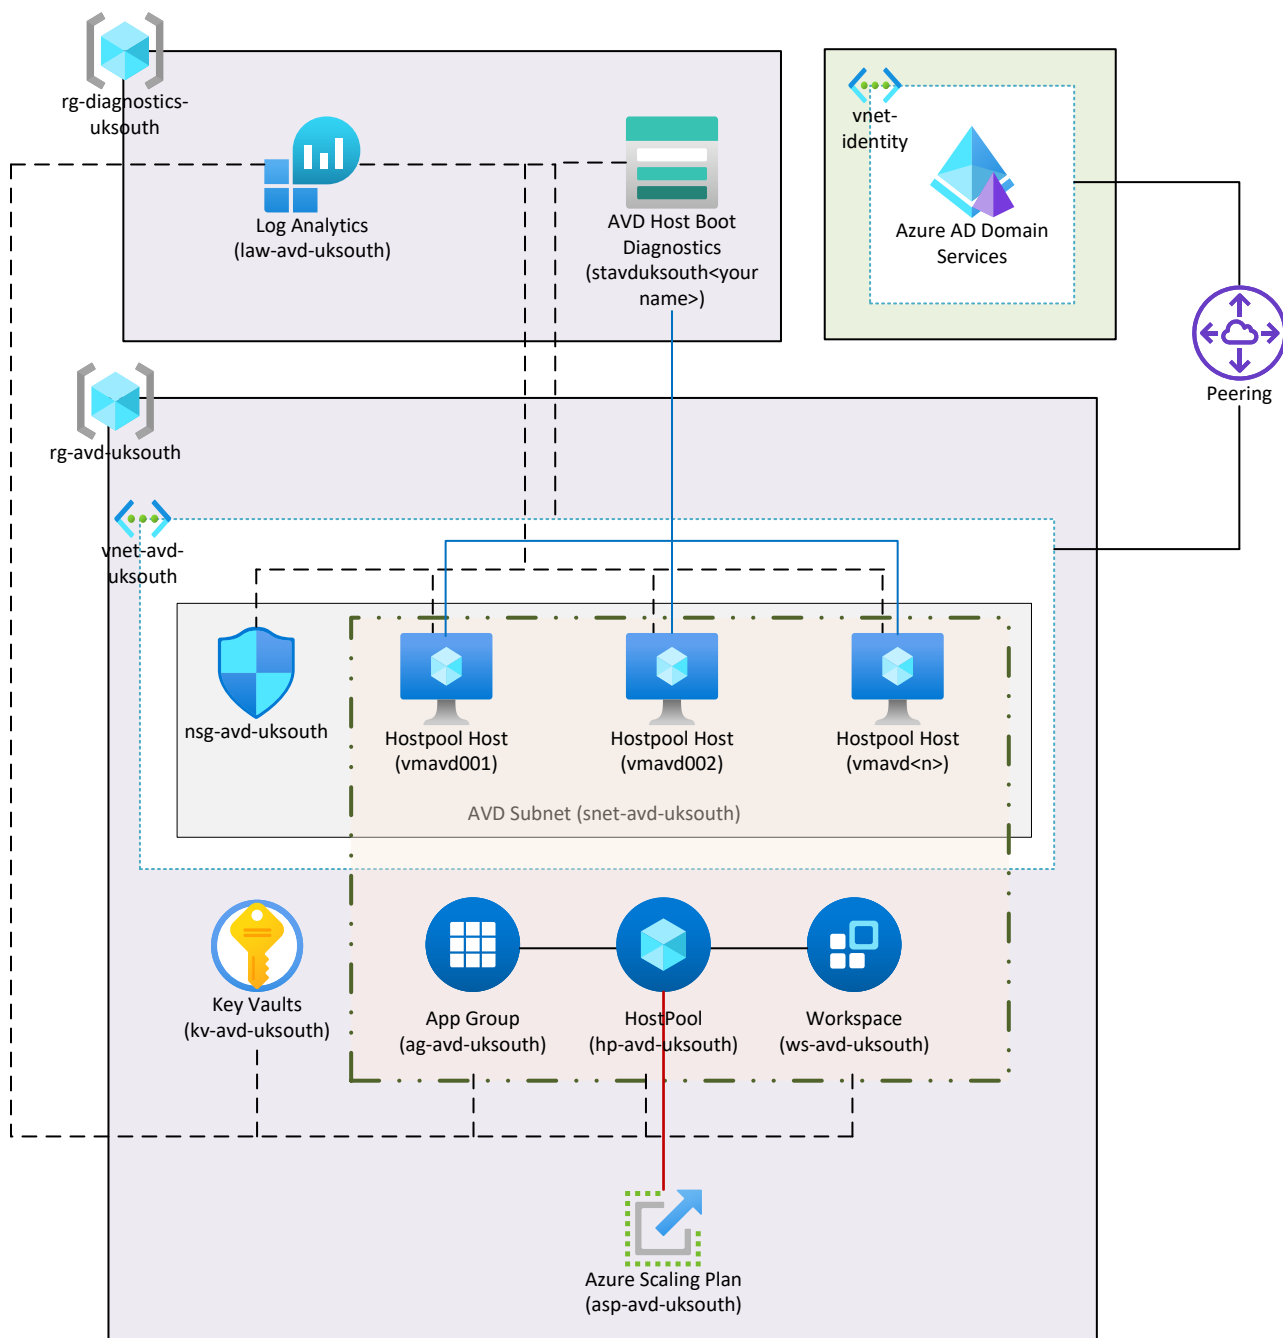 rg-diagnostics-
uksouth
Log Analytics
(law-avd-uksouth)
AVD Host Boot
Diagnostics
(stavduksouth<your
name>)
vnet-
identity
Azure AD Domain
Services
Peering
rg-avd-uksouth
vnet-avd-
uksouth
nsg-avd-uksouth
Hostpool Host
(vmavd001)
Hostpool Host
(vmavd002)
Hostpool Host
(vmavd<n>)
AVD Subnet (snet-avd-uksouth)
Key Vaults
(kv-avd-uksouth)
App Group
(ag-avd-uksouth)
HostPool
(hp-avd-uksouth)
Workspace
(ws-avd-uksouth)
Azure Scaling Plan
(asp-avd-uksouth)